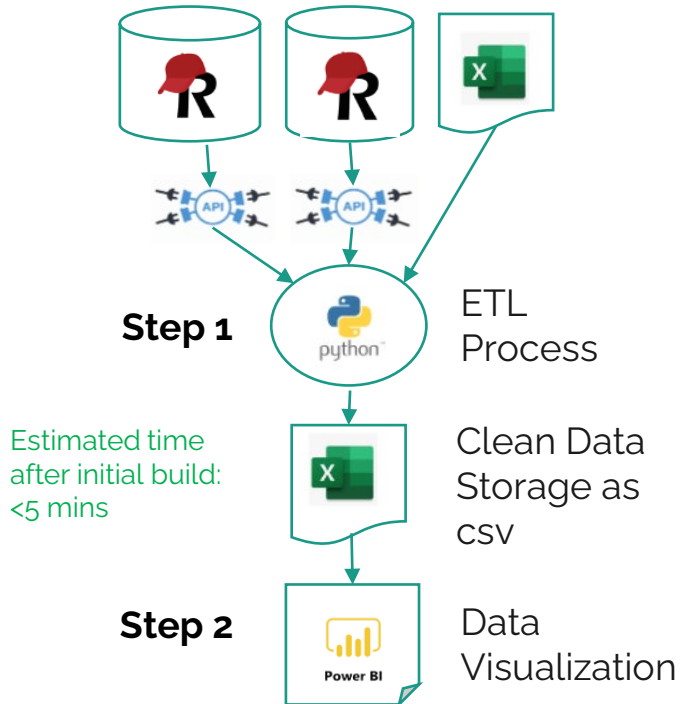 R
R
X
API
API
Step 1
python™
ETL
Process
Estimated time
after initial build:
<5 mins
X
Clean Data
Storage as
csv
Step 2
Power BI
Data
Visualization